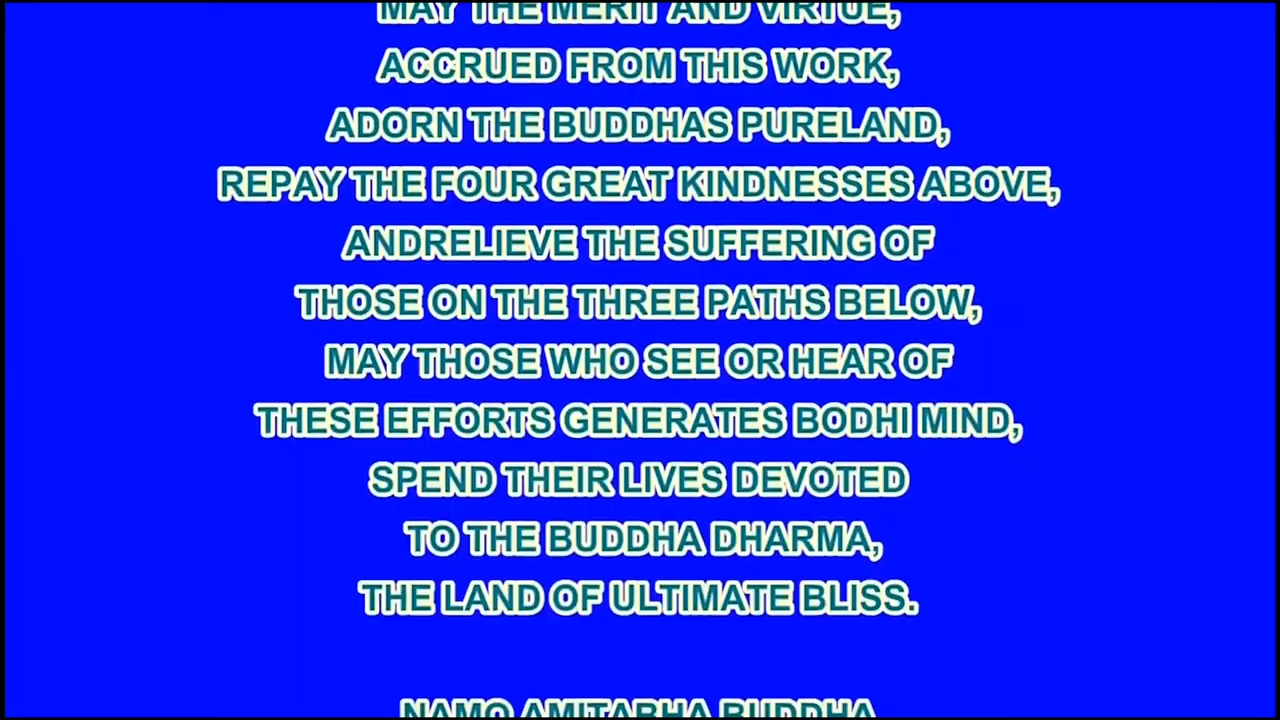 MAY THE MERIT AND VIRTUE,
ACCRUED FROM THIS WORK,
ADORN THE BUDDHAS PURELAND,
REPAY THE FOUR GREAT KINDNESSES ABOVE,
ANDRELIEVE THE SUFFERING OF
THOSE ON THE THREE PATHS BELOW,
MAY THOSE WHO SEE OR HEAR OF
THESE EFFORTS GENERATES BODHI MIND,
SPEND THEIR LIVES DEVOTED
TO THE BUDDHA DHARMA,
THE LAND OF ULTIMATE BLISS.
NAMO AMITABHA BUDDHA